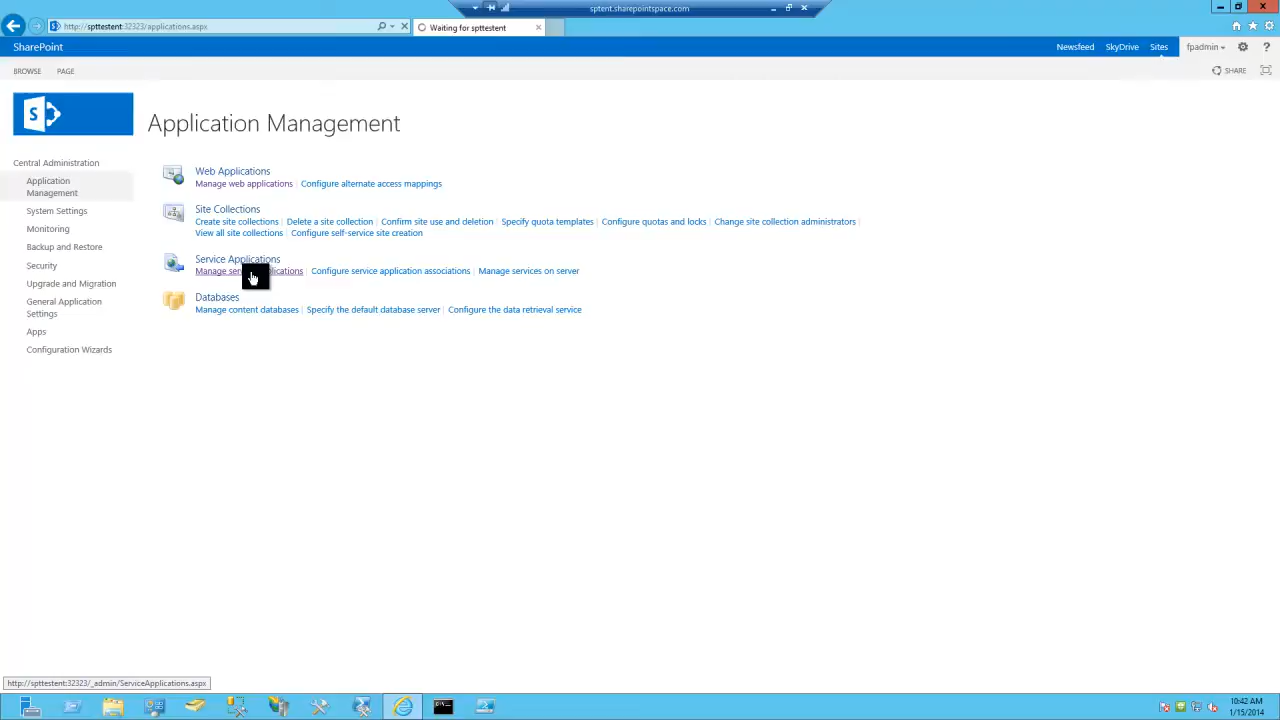 sptent.sharepointspace.com
http://spttestent:32323/applications.aspx
Waiting for spttestent
SharePoint
Newsfeed SkyDrive Sites fpadmin ?
BROWSE PAGE
SHARE
S
Application Management
Central Administration
Application
Management
System Settings
Monitoring
Backup and Restore
Security
Upgrade and Migration
General Application
Settings
Apps
Configuration Wizards
Web Applications
Manage web applications | Configure alternate access mappings
Site Collections
Create site collections | Delete a site collection | Confirm site use and deletion | Specify quota templates | Configure quotas and locks | Change site collection administrators |
View all site collections | Configure self-service site creation
Service Applications
Manage applications | Configure service application associations | Manage services on server
Databases
Manage content databases | Specify the default database server | Configure the data retrieval service
http://spttestent:32323/_admin/ServiceApplications.aspx
10:42 AM
1/15/2014